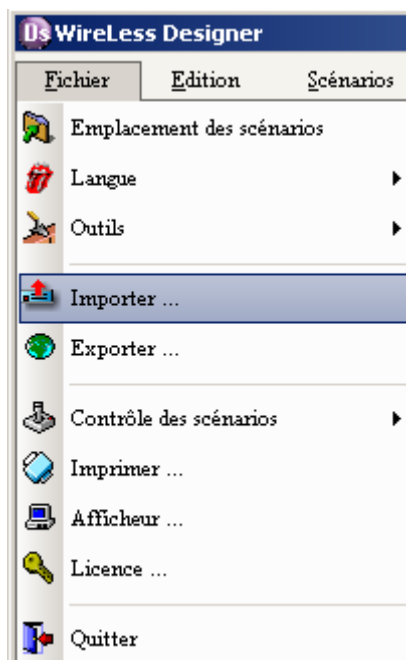 Ds WireLess Designer
Fichier Edition Scénarios
Emplacement des scénarios
Langue
Outils
Importer ...
Exporter ...
Contrôle des scénarios
Imprimer ...
Afficheur ...
Licence ...
Quitter